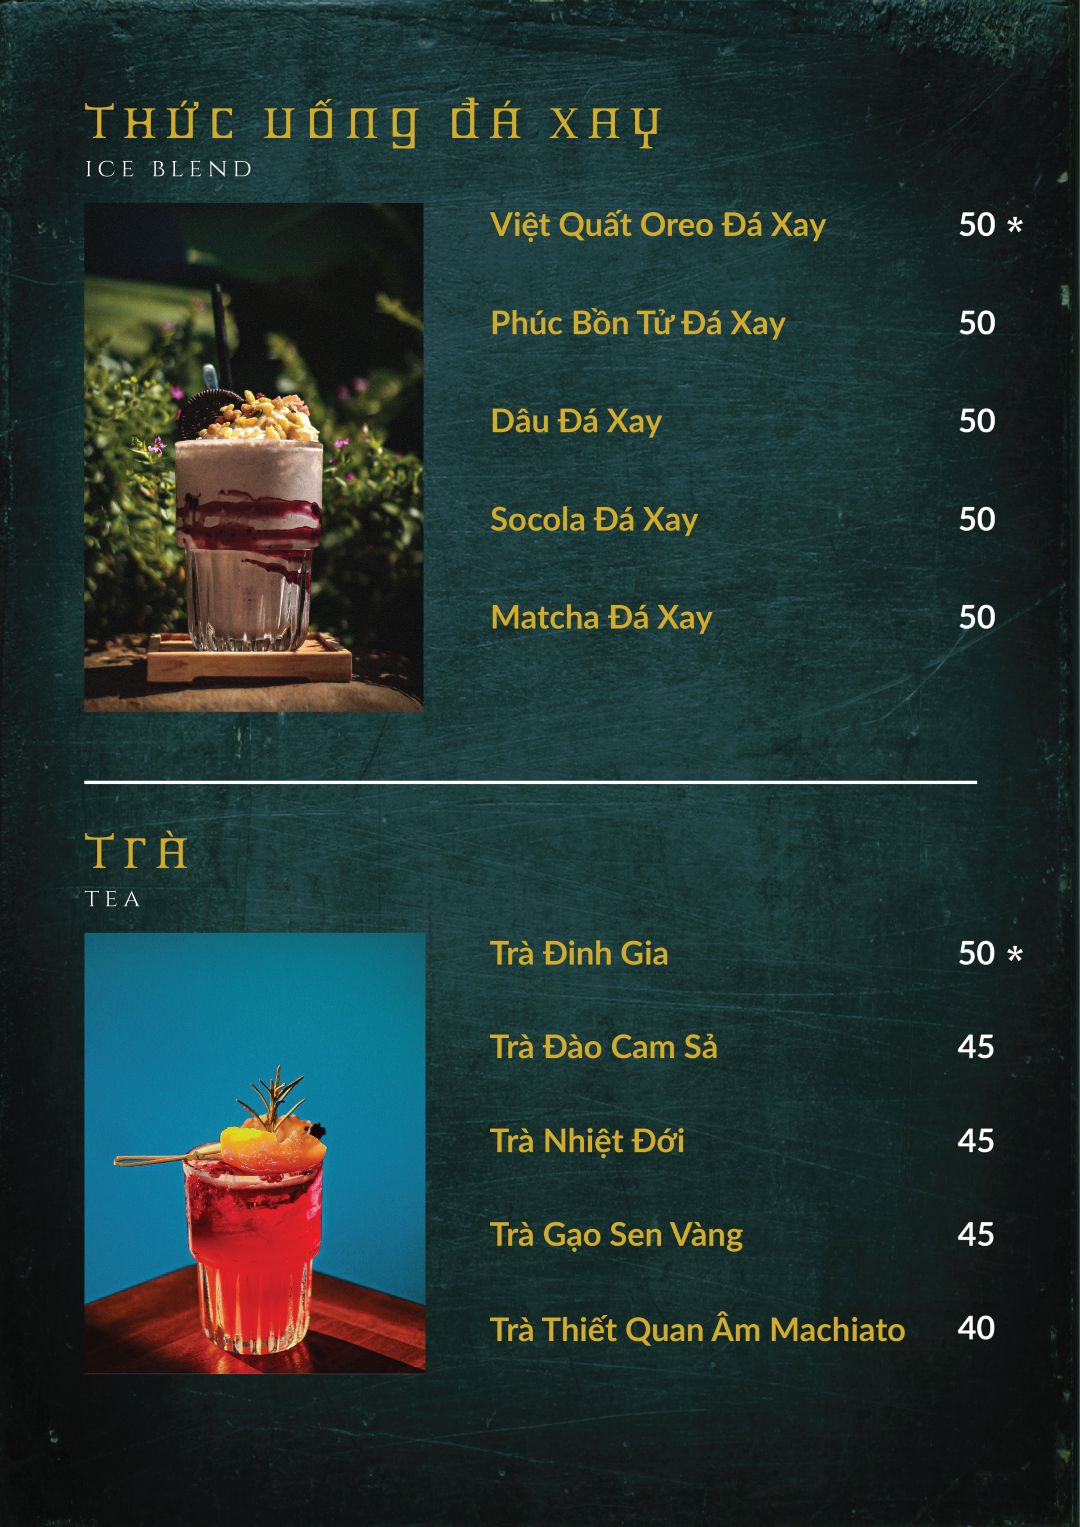 THỨC UỐNG ĐÁ XAY
ICE BLEND
Việt Quất Oreo Đá Xay 50 *
Phúc Bồn Tử Đá Xay 50
Dâu Đá Xay 50
Socola Đá Xay 50
Matcha Đá Xay 50
TRÀ
TEA
Trà Đinh Gia 50 *
Trà Đào Cam Sả 45
Trà Nhiệt Đới 45
Trà Gạo Sen Vàng 45
Trà Thiết Quan Âm Machiato 40